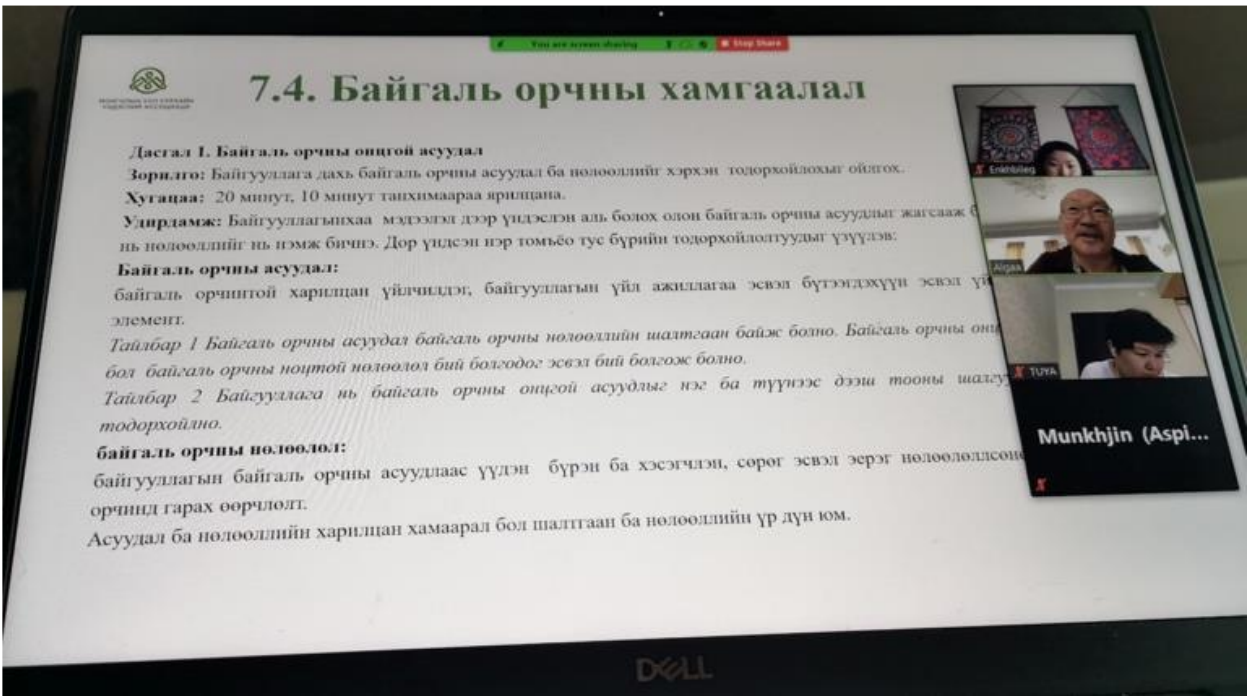 You are screen sharing
Stop Share
7.4. Байгаль орчны хамгаалал
Дасгал 1. Байгаль орчны онцгой асуудал
Зорилго: Байгууллага дахь байгаль орчны асуудал ба нөлөөллийг хэрхэн тодорхойлохыг ойлгох.
Хугацаа: 20 минут, 10 минут танхимаараа ярилцана.
Удирдамж: Байгууллагынхаа мэдээлэл дээр үндэслэн аль болох олон байгаль орчны асуудлыг жагсааж б
нь нөлөөллийг нь нэмж бичнэ. Дор үндсэн нэр томъёо тус бүрийн тодорхойлолтуудыг үзүүлэв:
Байгаль орчны асуудал:
байгаль орчинтой харилцан үйлчилдэг, байгууллагын үйл ажиллагаа эсвэл бүтээгдэхүүн эсвэл үй
элемент.
Тайлбар 1 Байгаль орчны асуудал байгаль орчны нөлөөллийн шалтгаан байж болно. Байгаль орчны онц
бол байгаль орчны ноцтой нөлөөлөл бий болгодог эсвэл бий болгож болно.
Тайлбар 2 Байгууллага нь байгаль орчны онцгой асуудлыг нэг ба түүнээс дээш тооны шалгу
тодорхойлно.
байгаль орчны нөлөөлөл:
байгууллагын байгаль орчны асуудлаас үүдэн бүрэн ба хэсэгчлэн, сөрөг эсвэл эерэг нөлөөлөллсөнө
орчинд гарах өөрчлөлт.
Асуудал ба нөлөөллийн харилцан хамаарал бол шалтгаан ба нөлөөллийн үр дүн юм.
Enkhbileg
Algaa
TUYA
Munkhjin (Aspi...
DELL